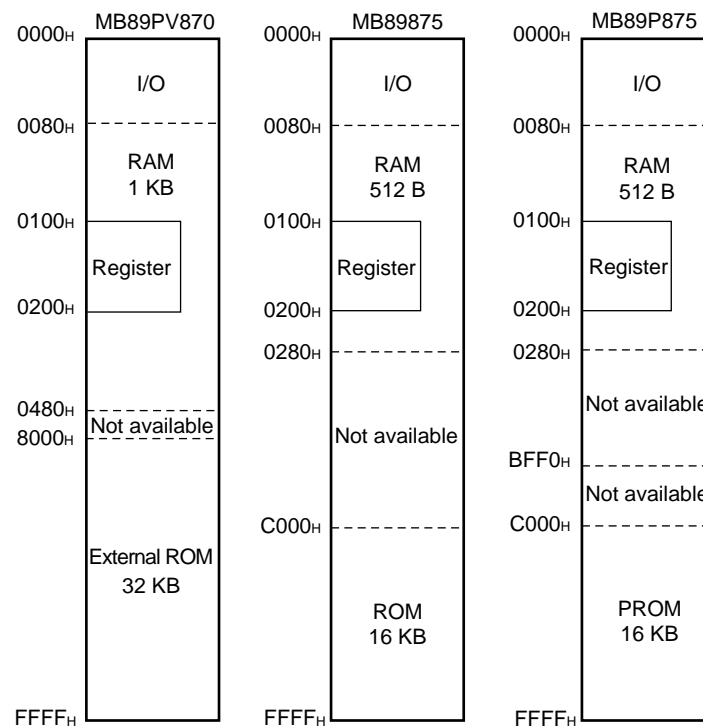 MB89PV870
0000H
I/O
0080H
RAM
1 KB
0100H
Register
0200H
0480H
Not available
8000H
External ROM
32 KB
FFFFH
MB89875
0000H
I/O
0080H
RAM
512 B
0100H
Register
0200H
0280H
Not available
C000H
ROM
16 KB
FFFFH
MB89P875
0000H
I/O
0080H
RAM
512 B
0100H
Register
0200H
0280H
Not available
BFF0H
Not available
C000H
PROM
16 KB
FFFFH